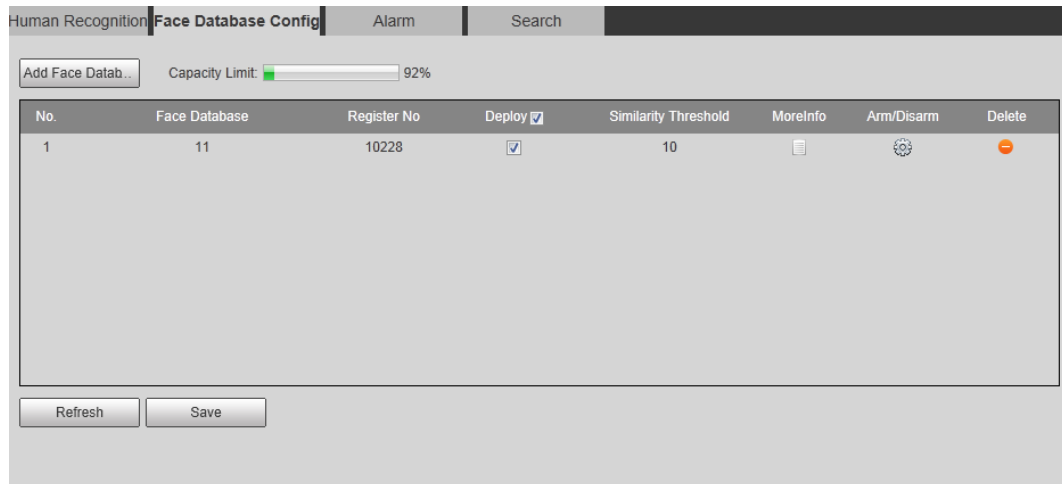 Human Recognition Face Database Config Alarm Search
Add Face Datab... Capacity Limit: 92%
No. Face Database Register No Deploy Similarity Threshold MoreInfo Arm/Disarm Delete
1 11 10228 10
Refresh Save